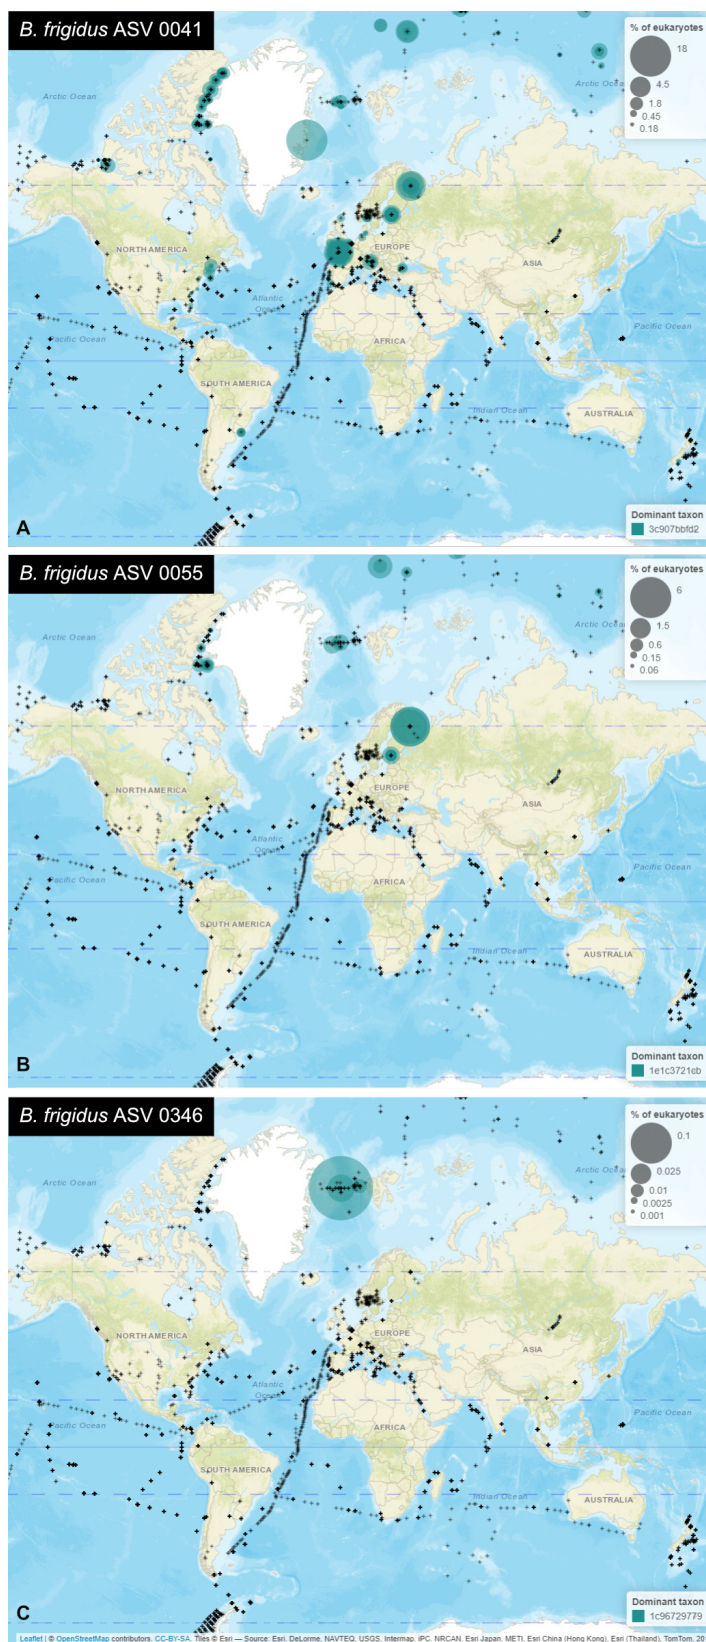 B. frigidus ASV 0041
% of eukaryotes
18
4.5
1.8
0.45
0.18
Arctic Ocean
Arctic Ocean
NORTH AMERICA
EUROPE
ASIA
Atlantic
Ocean
Pacific Ocean
Pacific Ocean
AFRICA
SOUTH AMERICA
Indian Ocean
AUSTRALIA
Dominant taxon
3c907bbfd2
A
B. frigidus ASV 0055
% of eukaryotes
6
1.5
0.6
0.15
0.06
Arctic Ocean
Arctic Ocean
NORTH AMERICA
EUROPE
ASIA
Atlantic
Ocean
Pacific Ocean
Pacific Ocean
AFRICA
SOUTH AMERICA
Indian Ocean
AUSTRALIA
Dominant taxon
B
B. frigidus ASV 0346
% of eukaryotes
0.1
0.025
0.01
0.0025
0.001
Arctic Ocean
Arctic Ocean
NORTH AMERICA
EUROPE
ASIA
Atlantic
Ocean
Pacific Ocean
Pacific Ocean
AFRICA
SOUTH AMERICA
Indian Ocean
AUSTRALIA
Dominant taxon
1c96729779
C
Leaflet | © OpenStreetMap contributors, CC-BY-SA, Tiles © Esri — Source: Esri, DeLorme, NAVTEQ, USGS, Intermap, iPC, NRCAN, Esri Japan, METI, Esri China (Hong Kong), Esri (Thailand), TomTom, 20